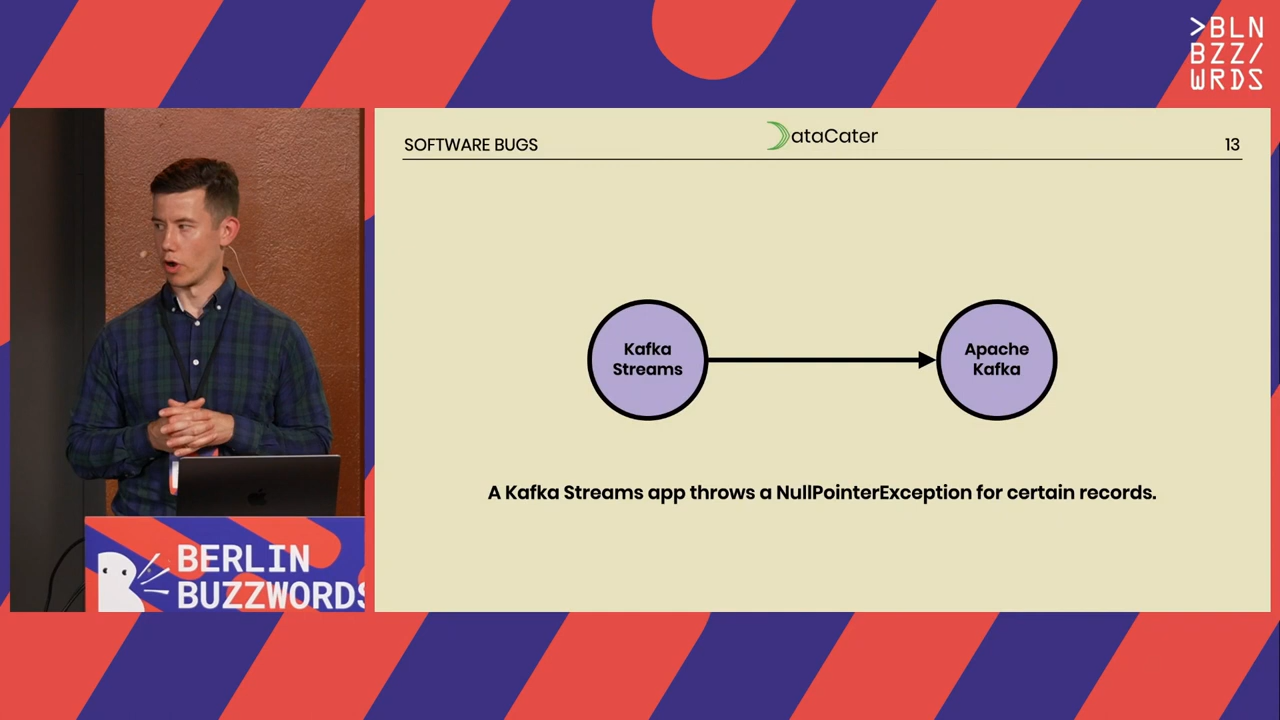 >BLN
BZZ/
WRDS
SOFTWARE BUGS
DataCater
13
Kafka
Streams
Apache
Kafka
A Kafka Streams app throws a NullPointerException for certain records.
BERLIN
BUZZWORDS